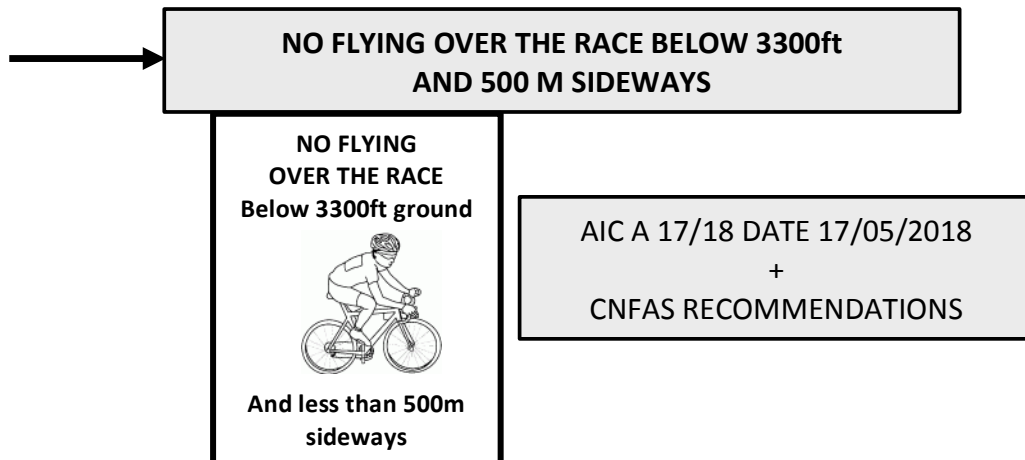 NO FLYING OVER THE RACE BELOW 3300ft
AND 500 M SIDEWAYS
NO FLYING
OVER THE RACE
Below 3300ft ground
And less than 500m
sideways
AIC A 17/18 DATE 17/05/2018
+
CNFAS RECOMMENDATIONS